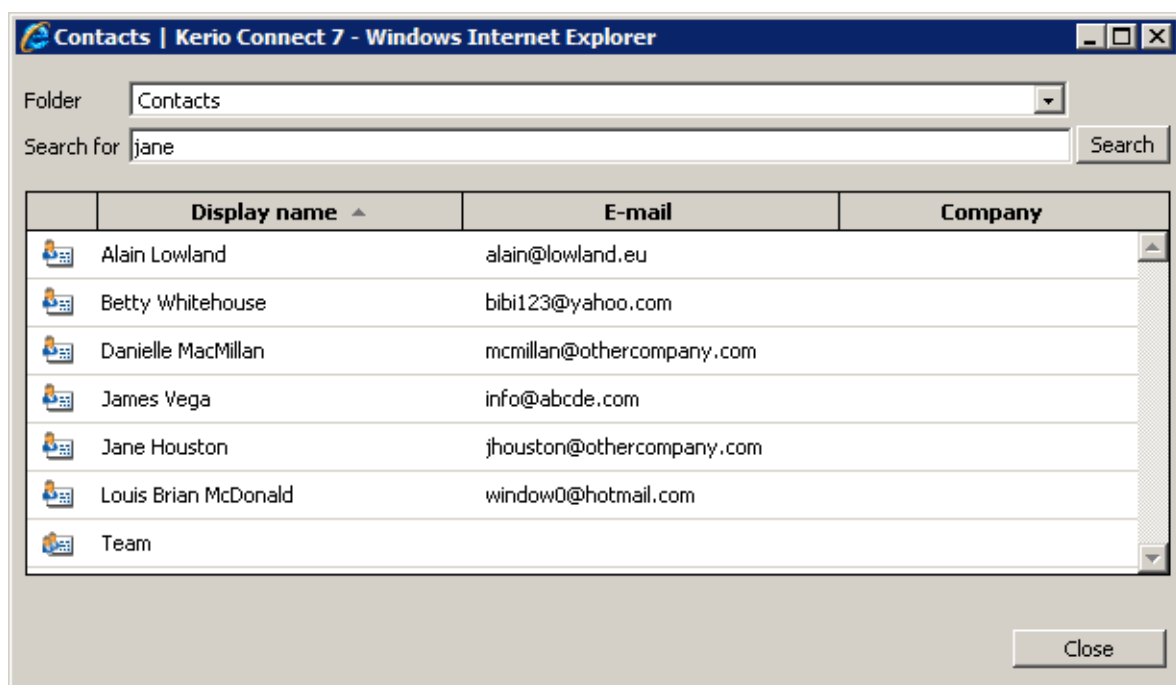 Contacts | Kerio Connect 7 - Windows Internet Explorer
Folder Contacts
Search for jane Search
Display name E-mail Company
Alain Lowland alain@lowland.eu
Betty Whitehouse bibi123@yahoo.com
Danielle MacMillan mcmillan@othercompany.com
James Vega info@abcde.com
Jane Houston jhouston@othercompany.com
Louis Brian McDonald window0@hotmail.com
Team
Close